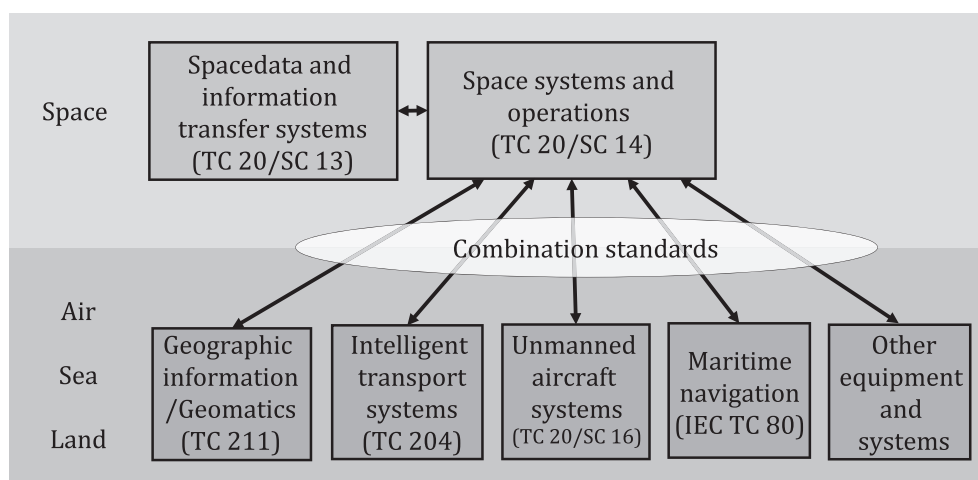 Space
Spacedata and
information
transfer systems
(TC 20/SC 13)
Space systems and
operations
(TC 20/SC 14)
Combination standards
Air
Sea
Land
Geographic
information
/Geomatics
(TC 211)
Intelligent
transport
systems
(TC 204)
Unmanned
aircraft
systems
(TC 20/SC 16)
Maritime
navigation
(IEC TC 80)
Other
equipment
and
systems